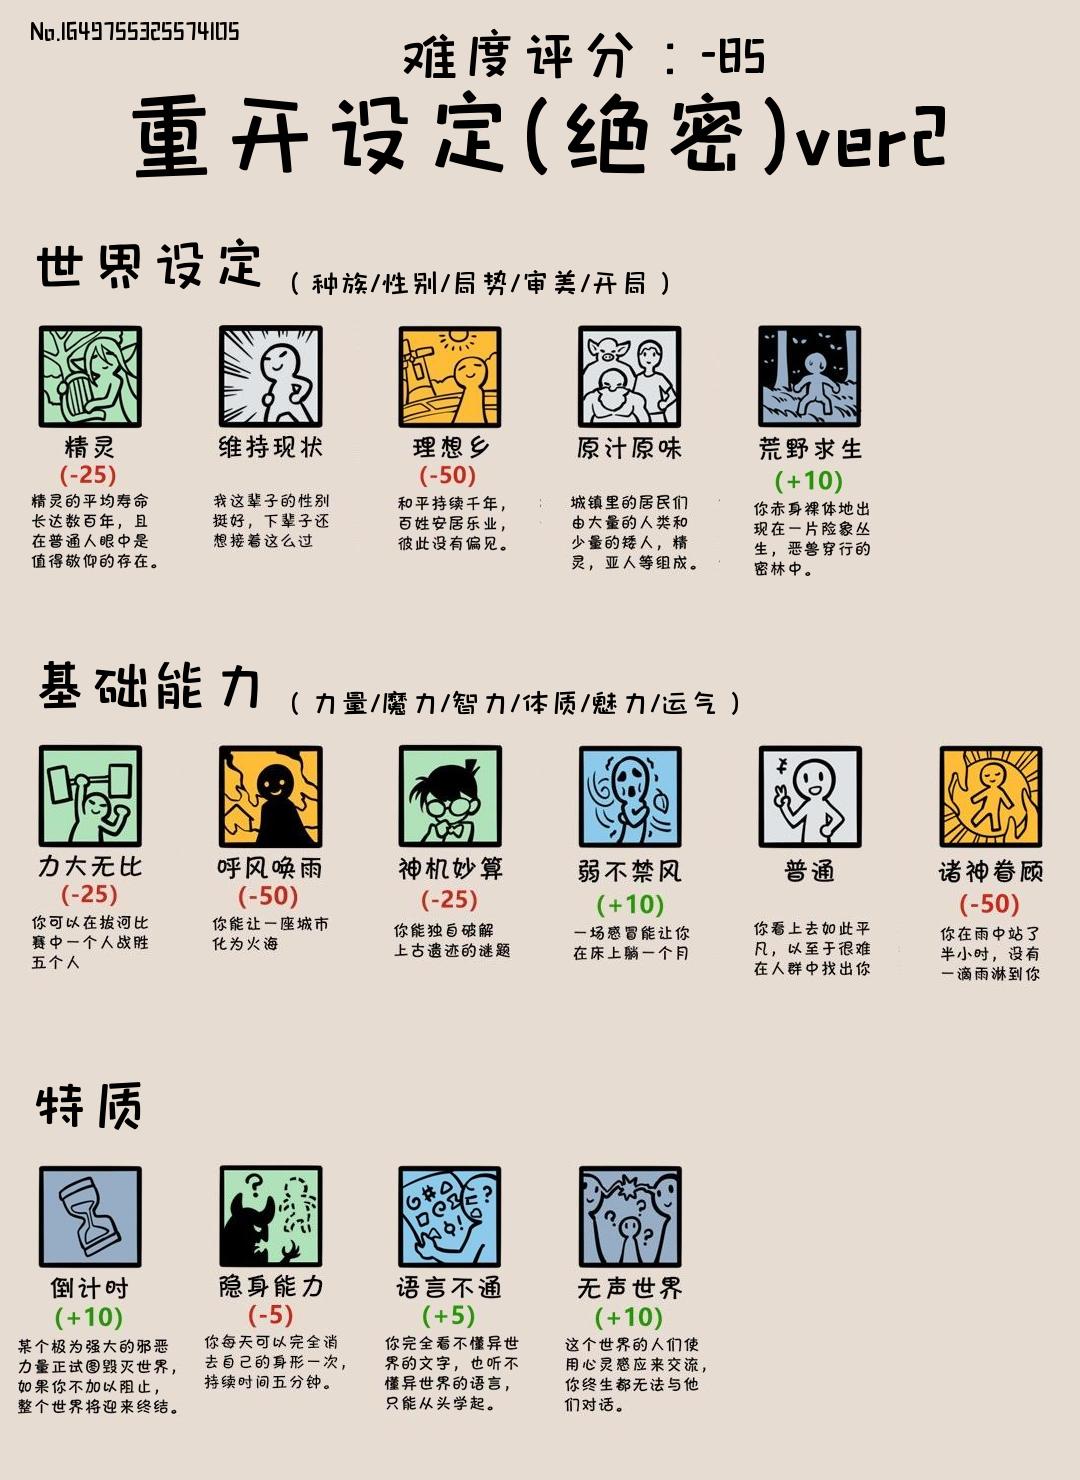 No.1649755325574105
难度评分：-85
重开设定(绝密)ver2
世界设定（种族/性别/局势/审美/开局）
精灵
(-25)
精灵的平均寿命
长达数百年，且
在普通人眼中是
值得敬仰的存在。
维持现状
我这辈子的性别
挺好，下辈子还
想接着这么过
理想乡
(-50)
和平持续千年，
百姓安居乐业，
彼此没有偏见。
原汁原味
城镇里的居民们
由大量的人类和
少量的矮人，精
灵，亚人等组成。
荒野求生
(+10)
你赤身裸体地出
现在一片险象丛
生，恶兽穿行的
密林中。
基础能力（力量/魔力/智力/体质/魅力/运气）
力大无比
(-25)
你可以在拔河比
赛中一个人战胜
五个人
呼风唤雨
(-50)
你能让一座城市
化为火海
神机妙算
(-25)
你能独自破解
上古遗迹的谜题
弱不禁风
(+10)
一场感冒能让你
在床上躺一个月
普通
你看上去如此平
凡，以至于很难
在人群中找出你
诸神眷顾
(-50)
你在雨中站了
半小时，没有
一滴雨淋到你
特质
倒计时
(+10)
某个极为强大的邪恶
力量正试图毁灭世界，
如果你不加以阻止，
整个世界将迎来终结。
隐身能力
(-5)
你每天可以完全消
去自己的身形一次，
持续时间五分钟。
语言不通
(+5)
你完全看不懂异世
界的文字，也听不
懂异世界的语言，
只能从头学起。
无声世界
(+10)
这个世界的人们使
用心灵感应来交流，
你终生都无法与他
们对话。